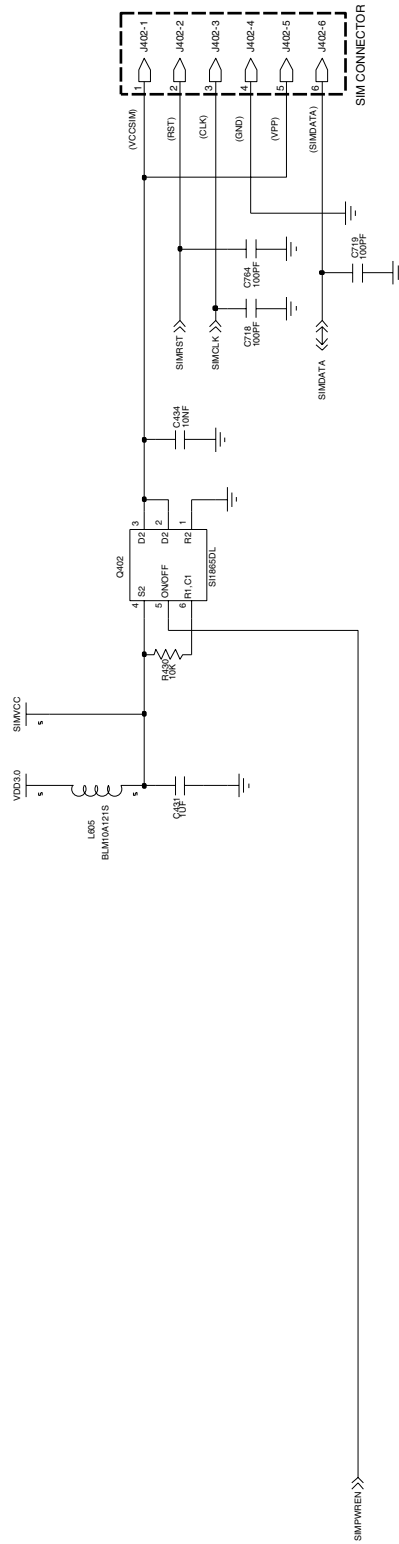 J402-1
J402-2
J402-3
J402-4
J402-5
J402-6
1
2
3
4
5
6
SIM CONNECTOR
(VCCSIM)
(RST)
(CLK)
(GND)
(VPP)
(SIMDATA)
C764
100PF
C718
100PF
C719
100PF
SIMRST
SIMCLK
SIMDATA
C434
10NF
Q402
3
2
1
D2
D2
R2
S2
ON/OFF
R1,C1
4
5
6
SI1865DL
R430
10K
SIMVCC
s
VDD3.0
s
s
L605
BLM10A121S
C431
1UF
SIMPWREN